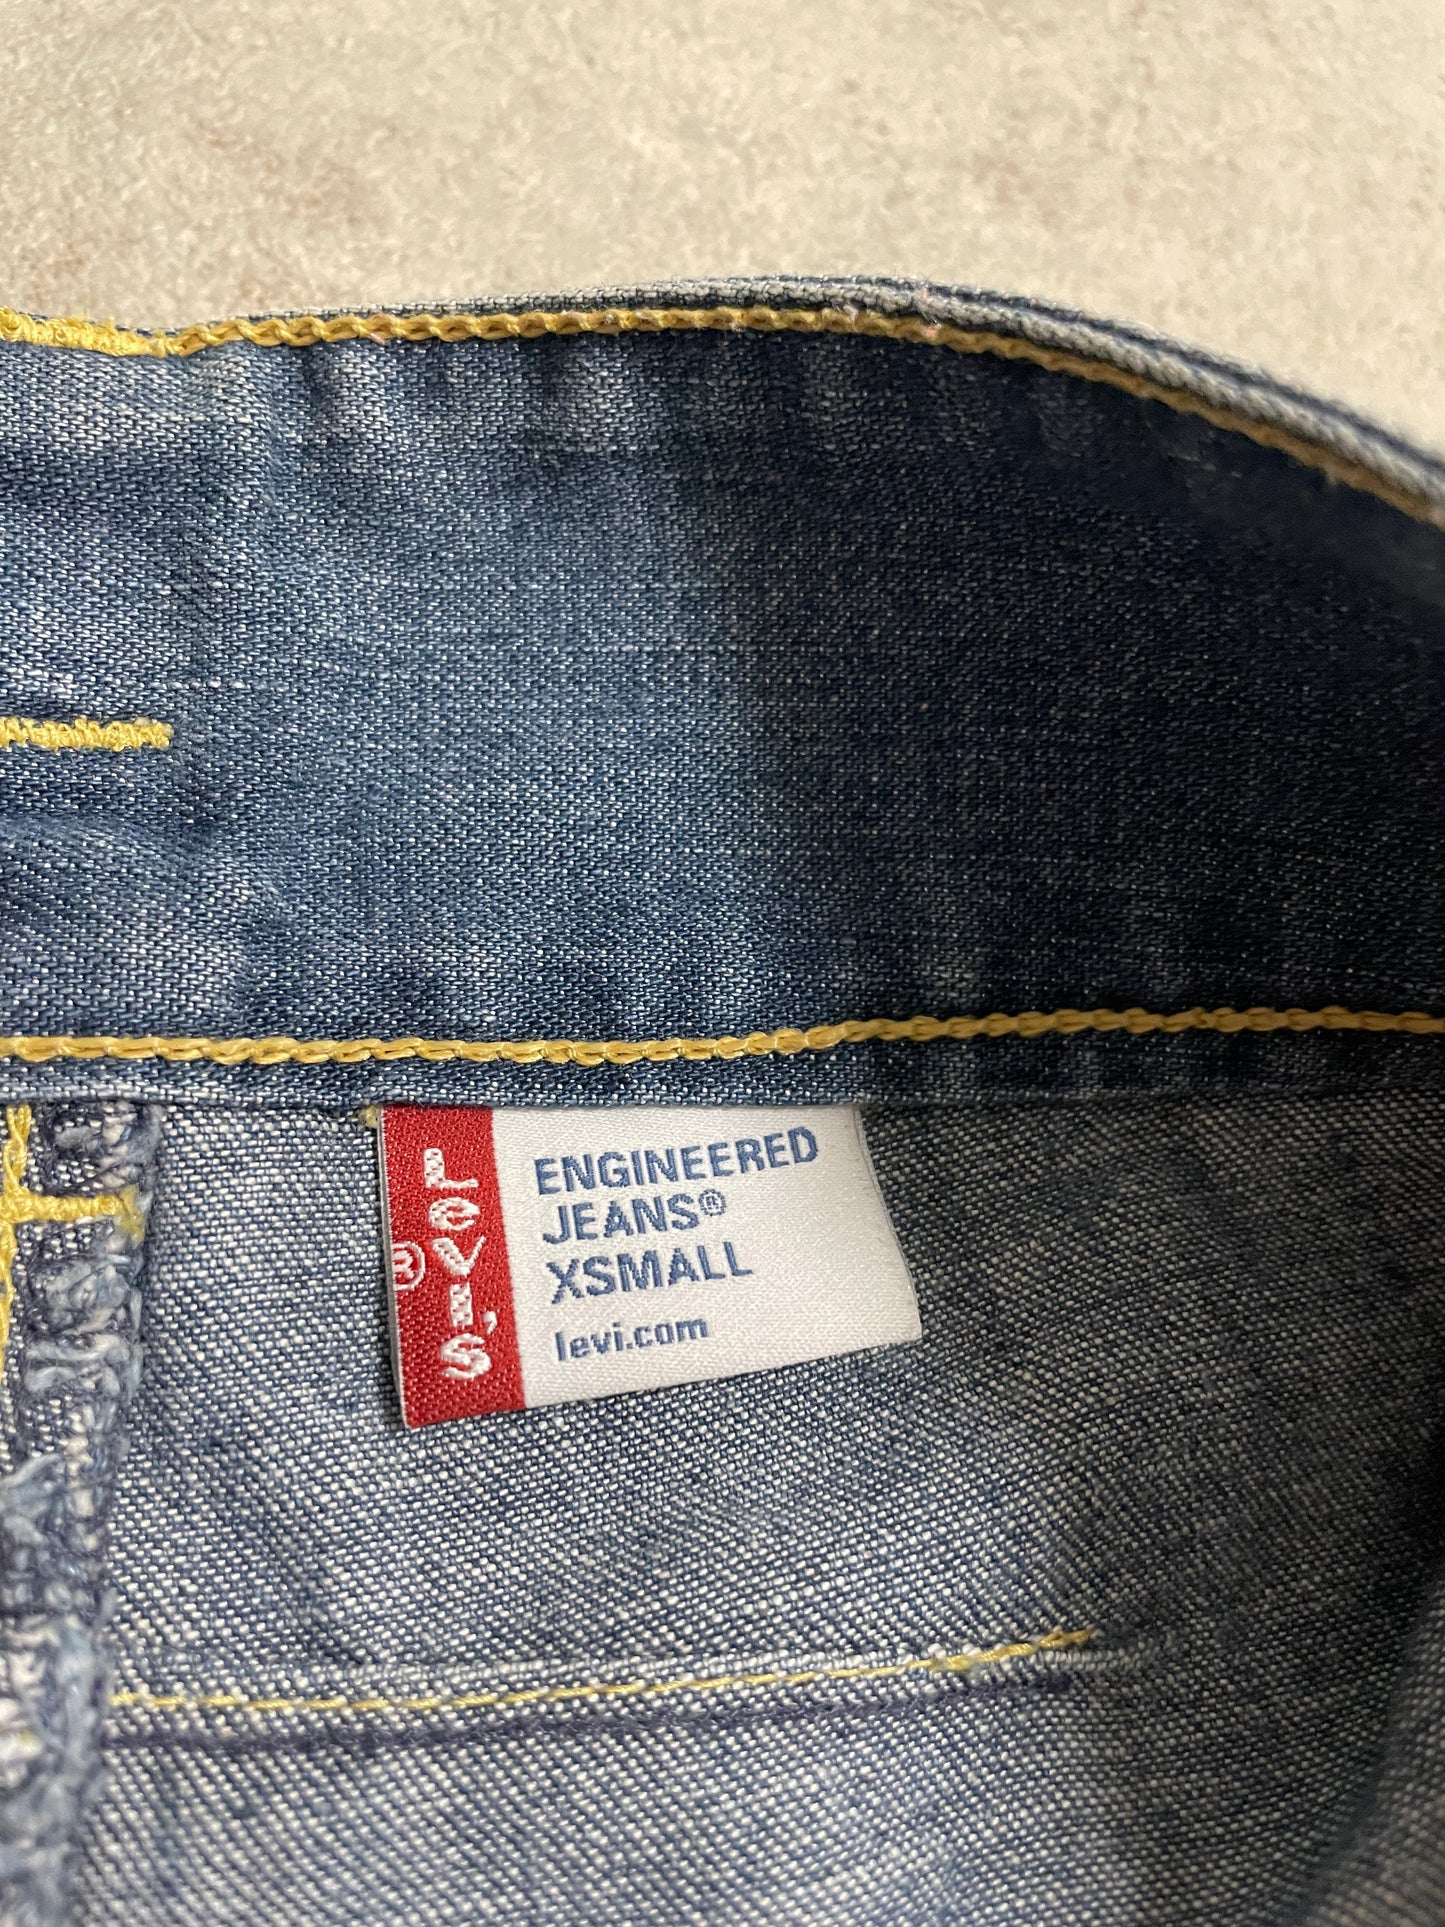 Levi's
®
ENGINEERED
JEANS®
XSMALL
levi.com